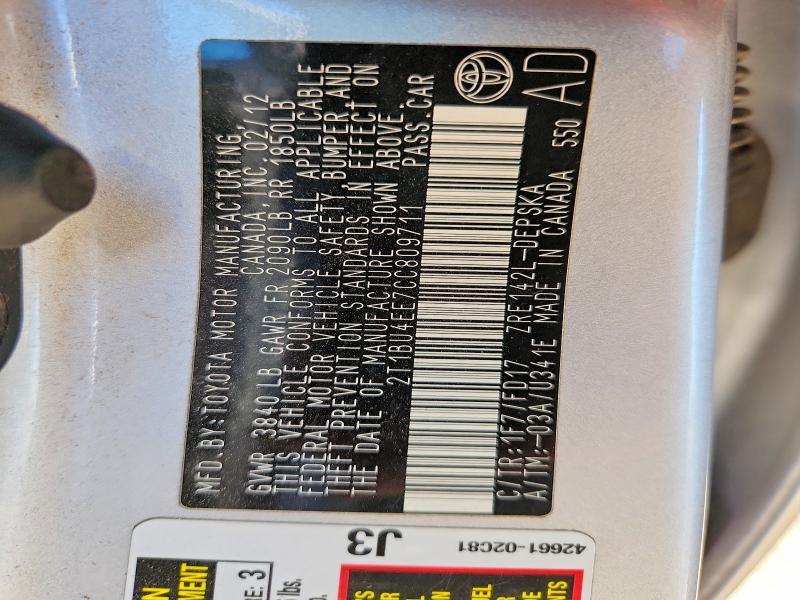 MFD.BY:TOYOTA MOTOR MANUFACTURING,
CANADA, INC. 02/12
GVWR 3840 LB GAWR FR 2090LB, RR 1850LB
THIS VEHICLE CONFORMS TO ALL APPLICABLE
FEDERAL MOTOR VEHICLE SAFETY, BUMPER, AND
THEFT PREVENTION STANDARDS IN EFFECT ON
THE DATE OF MANUFACTURE SHOWN ABOVE.
2T1BU4EE7CC809711 PASS.CAR
C/TR:1F7/FD17 ZRE142L-DEPSKA
A/TM:-03A/U341E MADE IN CANADA 550 AD
J3
42661-02C81